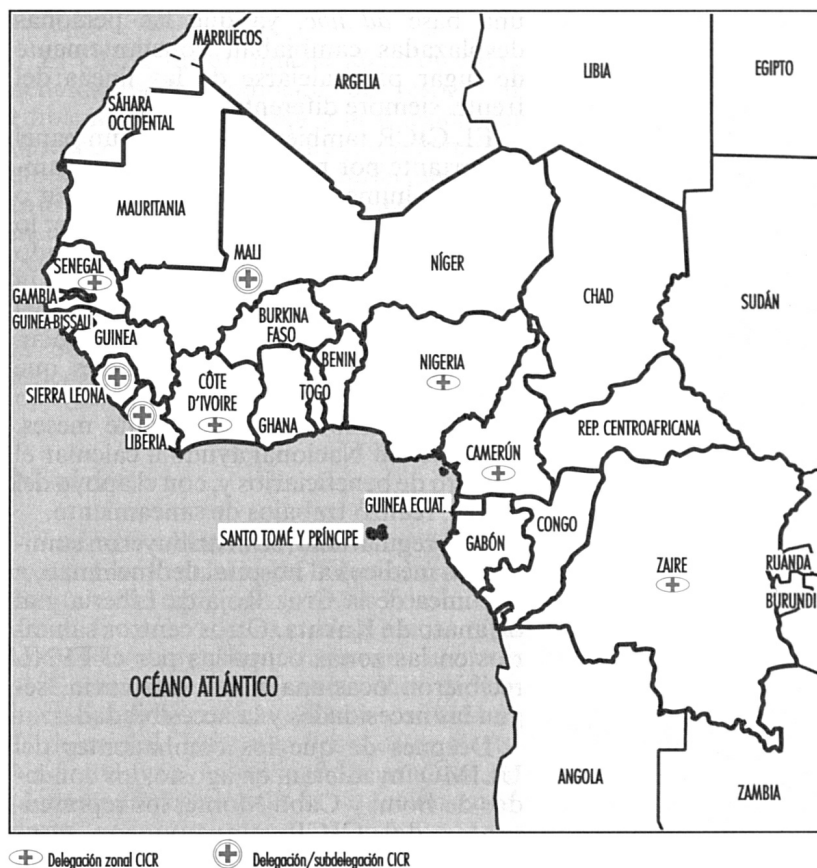 MARRUECOS
ARGELIA
LIBIA
EGIPTO
SÁHARA
OCCIDENTAL
MAURITANIA
MALI
NÍGER
CHAD
SUDÁN
SENEGAL
GAMBIA
GUINEA-BISSAU
GUINEA
BURKINA
FASO
BENIN
NIGERIA
SIERRA LEONA
CÔTE
D'IVOIRE
TOGO
GHANA
LIBERIA
CAMERÚN
REP. CENTROAFRICANA
GUINEA ECUAT.
SANTO TOMÉ Y PRÍNCIPE
GABÓN
CONGO
ZAIRE
RUANDA
BURUNDI
OCÉANO ATLÁNTICO
ANGOLA
ZAMBIA
Delegación zonal CICR
Delegación/subdelegación CICR